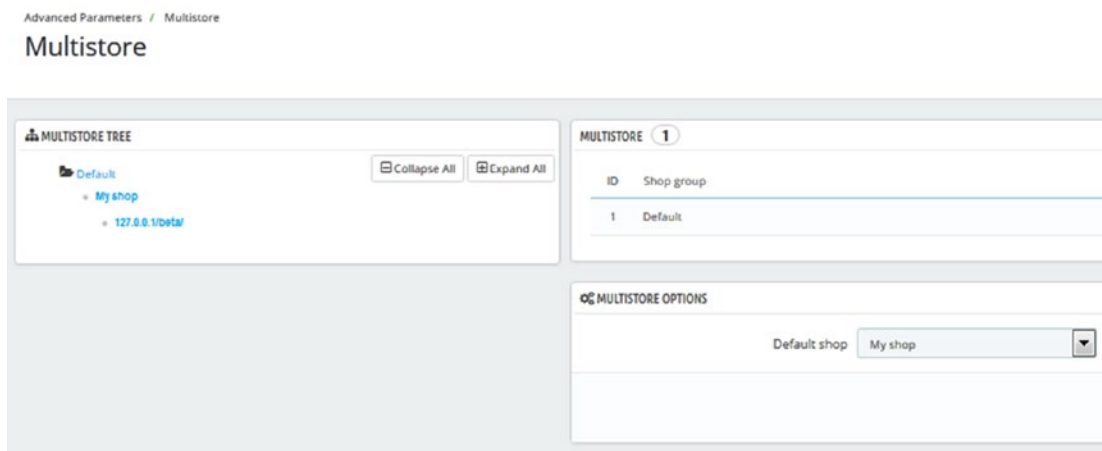 Advanced Parameters / Multistore
Multistore
MULTISTORE TREE
Collapse All Expand All
Default
My shop
127.0.0.1/beta/
MULTISTORE 1
ID Shop group
1 Default
MULTISTORE OPTIONS
Default shop My shop